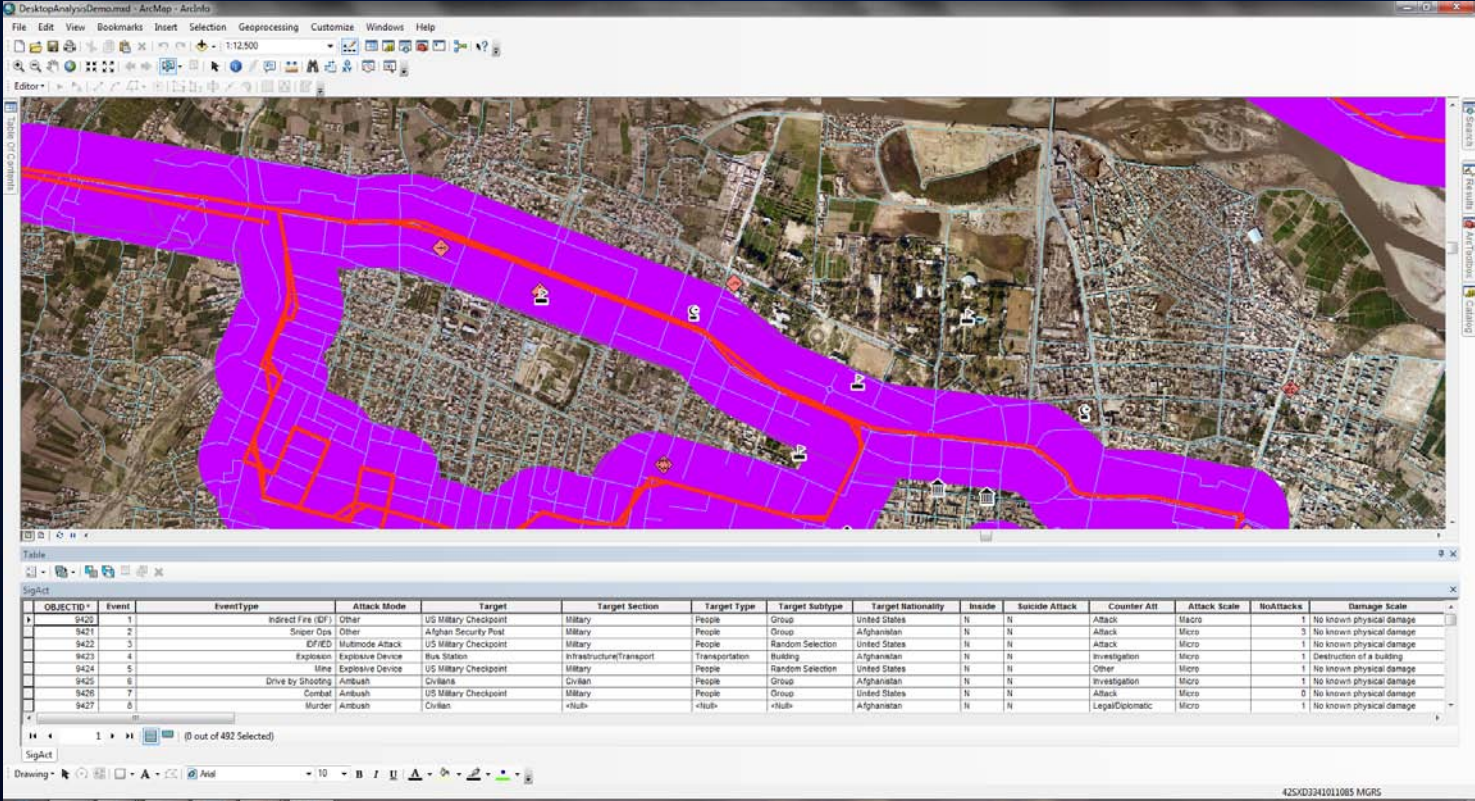 DesktopAnalysisDemo.mxd - ArcMap - ArcInfo
File Edit View Bookmarks Insert Selection Geoprocessing Customize Windows Help
1:12,500
Editor
Table Of Contents
Search
Results
ArcToolbox
Catalog
Table
SigAct
OBJECTID * Event EventType Attack Mode Target Target Section Target Type Target Subtype Target Nationality Inside Suicide Attack Counter Att Attack Scale NoAttacks Damage Scale
9420 1 Indirect Fire (IDF) Other US Military Checkpoint Military People Group United States N N Attack Macro 1 No known physical damage
9421 2 Sniper Ops Other Afghan Security Post Military People Group Afghanistan N N Attack Micro 3 No known physical damage
9422 3 IDF/IED Multimode Attack US Military Checkpoint Military People Random Selection United States N N Attack Micro 1 No known physical damage
9423 4 Explosion Explosive Device Bus Station Infrastructure|Transport Transportation Building Afghanistan N N Investigation Micro 1 Destruction of a building
9424 5 Mine Explosive Device US Military Checkpoint Military People Random Selection United States N N Other Micro 1 No known physical damage
9425 6 Drive by Shooting Ambush Civilians Civilian People Group Afghanistan N N Investigation Micro 1 No known physical damage
9426 7 Combat Ambush US Military Checkpoint Military People Group United States N N Attack Micro 0 No known physical damage
9427 8 Murder Ambush Civilian <Null> <Null> <Null> Afghanistan N N Legal/Diplomatic Micro 1 No known physical damage
1 (0 out of 492 Selected)
SigAct
Drawing A Arial 10 B I U A
42SXD3341011085 MGRS